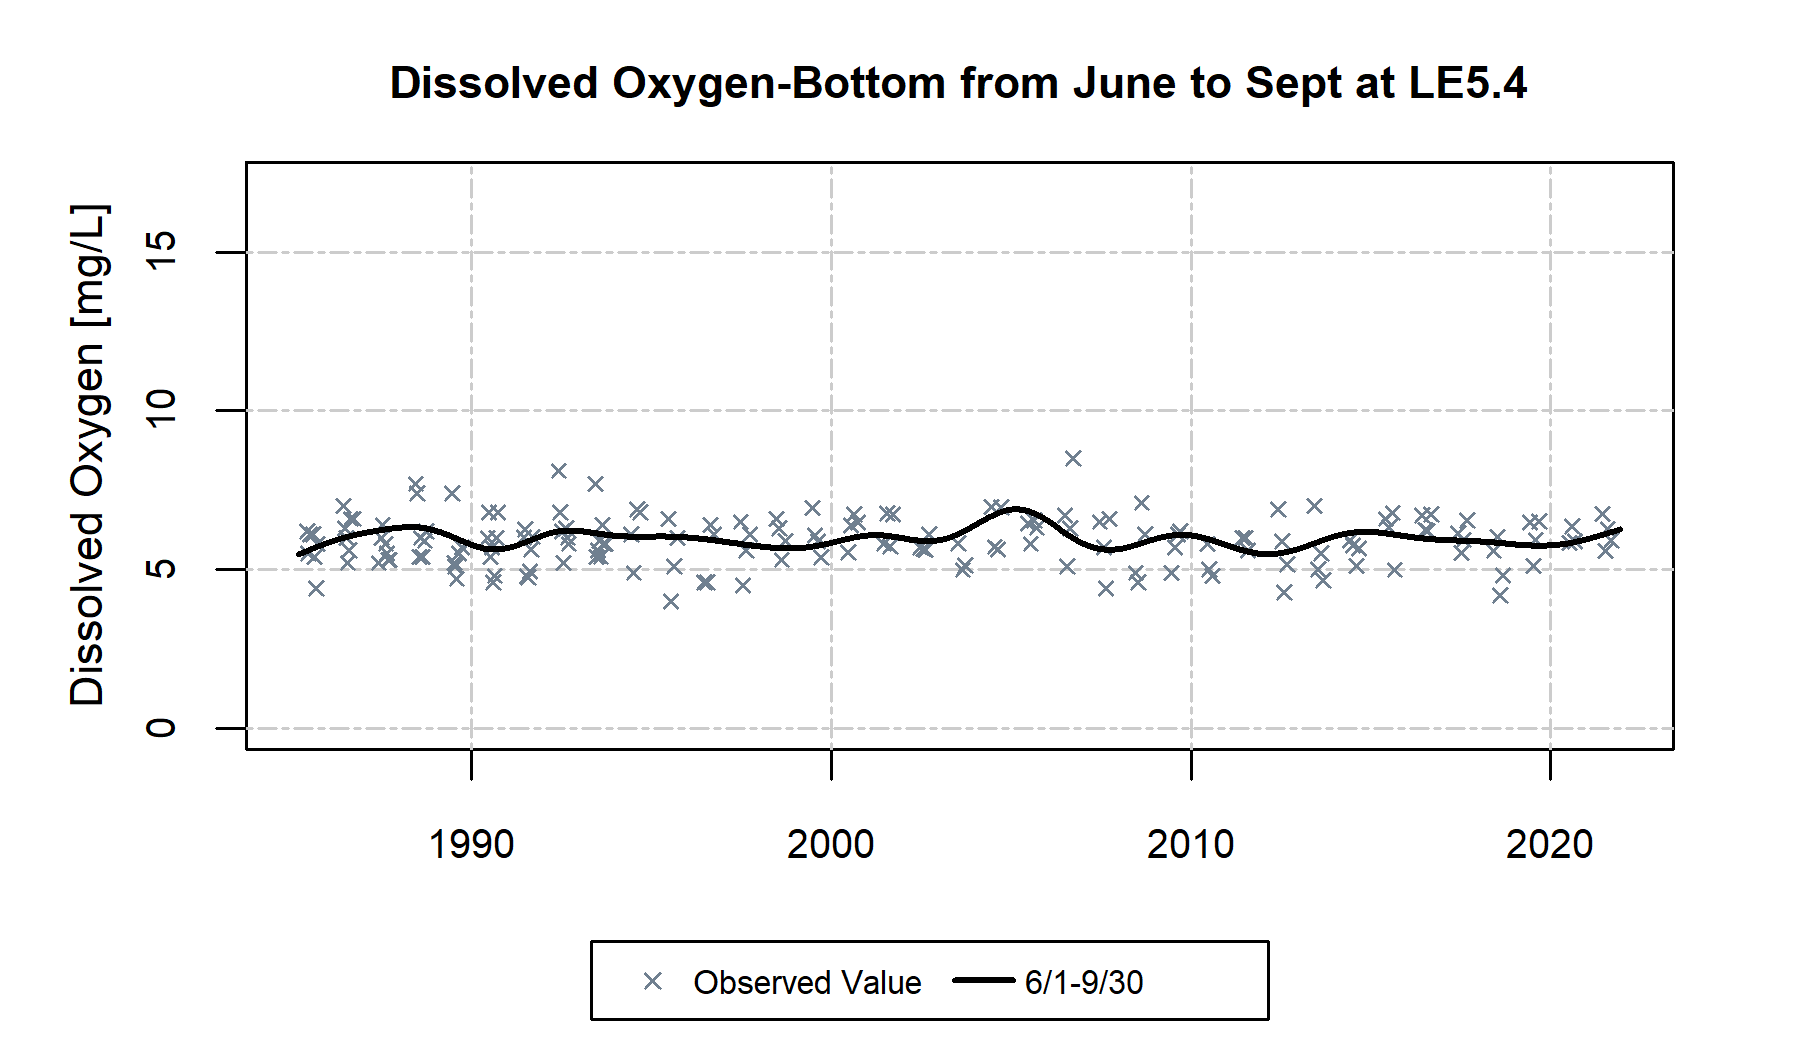 Dissolved Oxygen-Bottom from June to Sept at LE5.4
Dissolved Oxygen [mg/L]
15
10
5
0
1990 2000 2010 2020
Observed Value 6/1-9/30